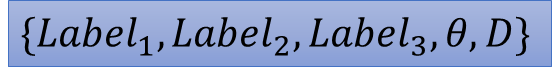 {Label₁, Label₂, Label₃, θ, D}